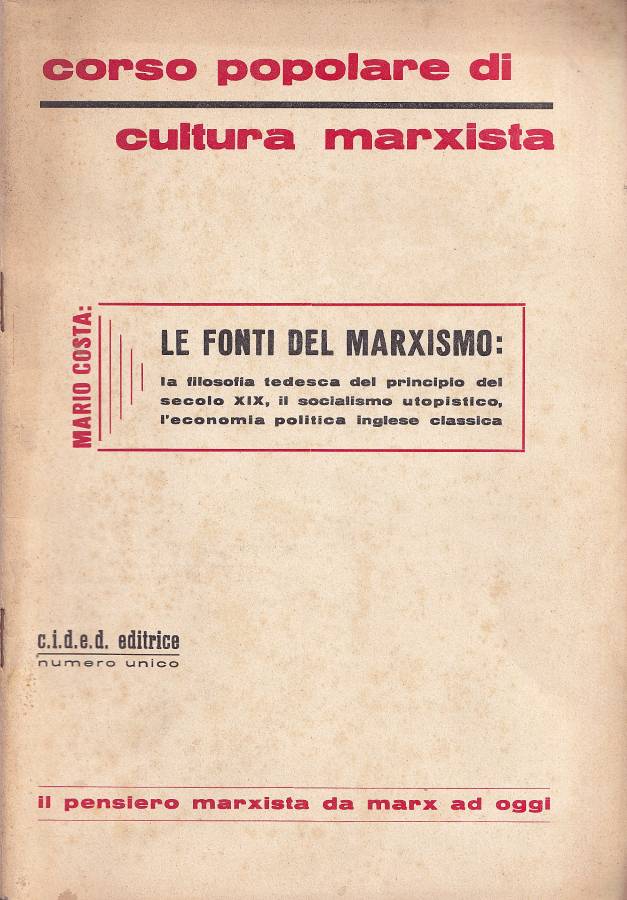 corso popolare di
cultura marxista
MARIO COSTA:
LE FONTI DEL MARXISMO:
la filosofia tedesca del principio del
secolo XIX, il socialismo utopistico,
l'economia politica inglese classica
c.i.d.e.d. editrice
numero unico
il pensiero marxista da marx ad oggi